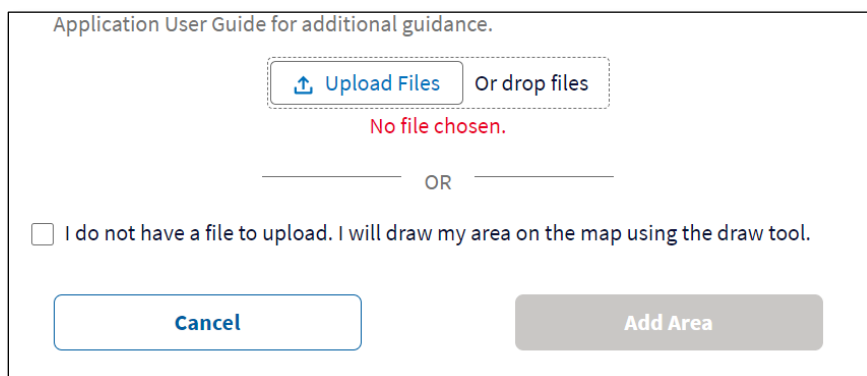 Application User Guide for additional guidance.
Upload Files Or drop files
No file chosen.
OR
I do not have a file to upload. I will draw my area on the map using the draw tool.
Cancel Add Area